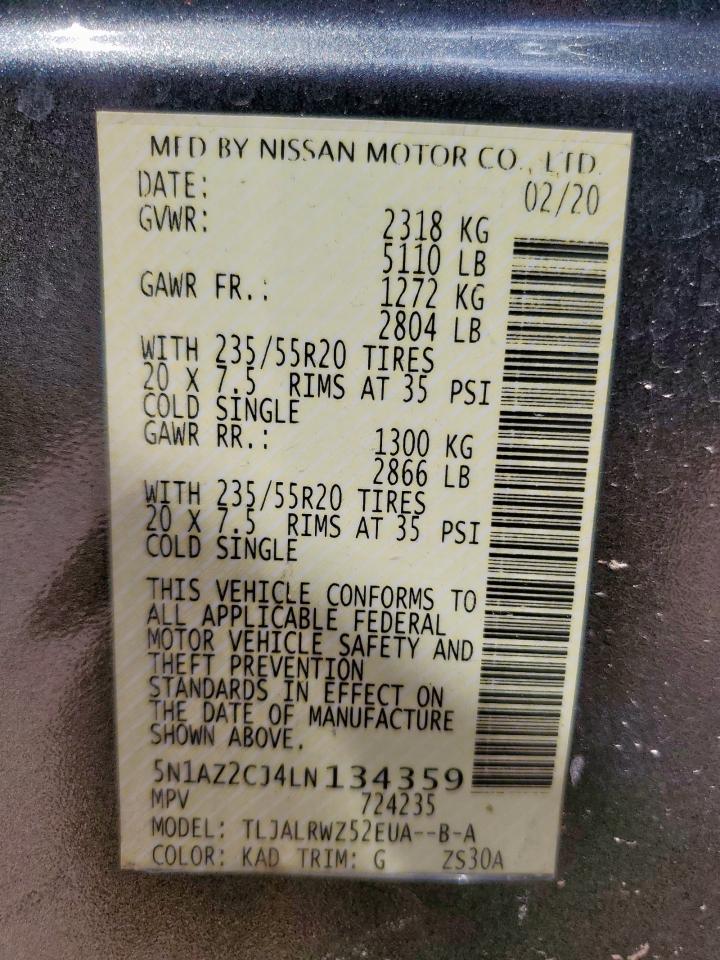 MFD BY NISSAN MOTOR CO., LTD.
DATE: 02/20
GVWR: 2318 KG
5110 LB
GAWR FR.: 1272 KG
2804 LB
WITH 235/55R20 TIRES
20 X 7.5 RIMS AT 35 PSI
COLD SINGLE
GAWR RR.: 1300 KG
2866 LB
WITH 235/55R20 TIRES
20 X 7.5 RIMS AT 35 PSI
COLD SINGLE
THIS VEHICLE CONFORMS TO
ALL APPLICABLE FEDERAL
MOTOR VEHICLE SAFETY AND
THEFT PREVENTION
STANDARDS IN EFFECT ON
THE DATE OF MANUFACTURE
SHOWN ABOVE.
5N1AZ2CJ4LN134359
MPV 724235
MODEL: TLJALRWZ52EUA--B-A
COLOR: KAD TRIM: G ZS30A